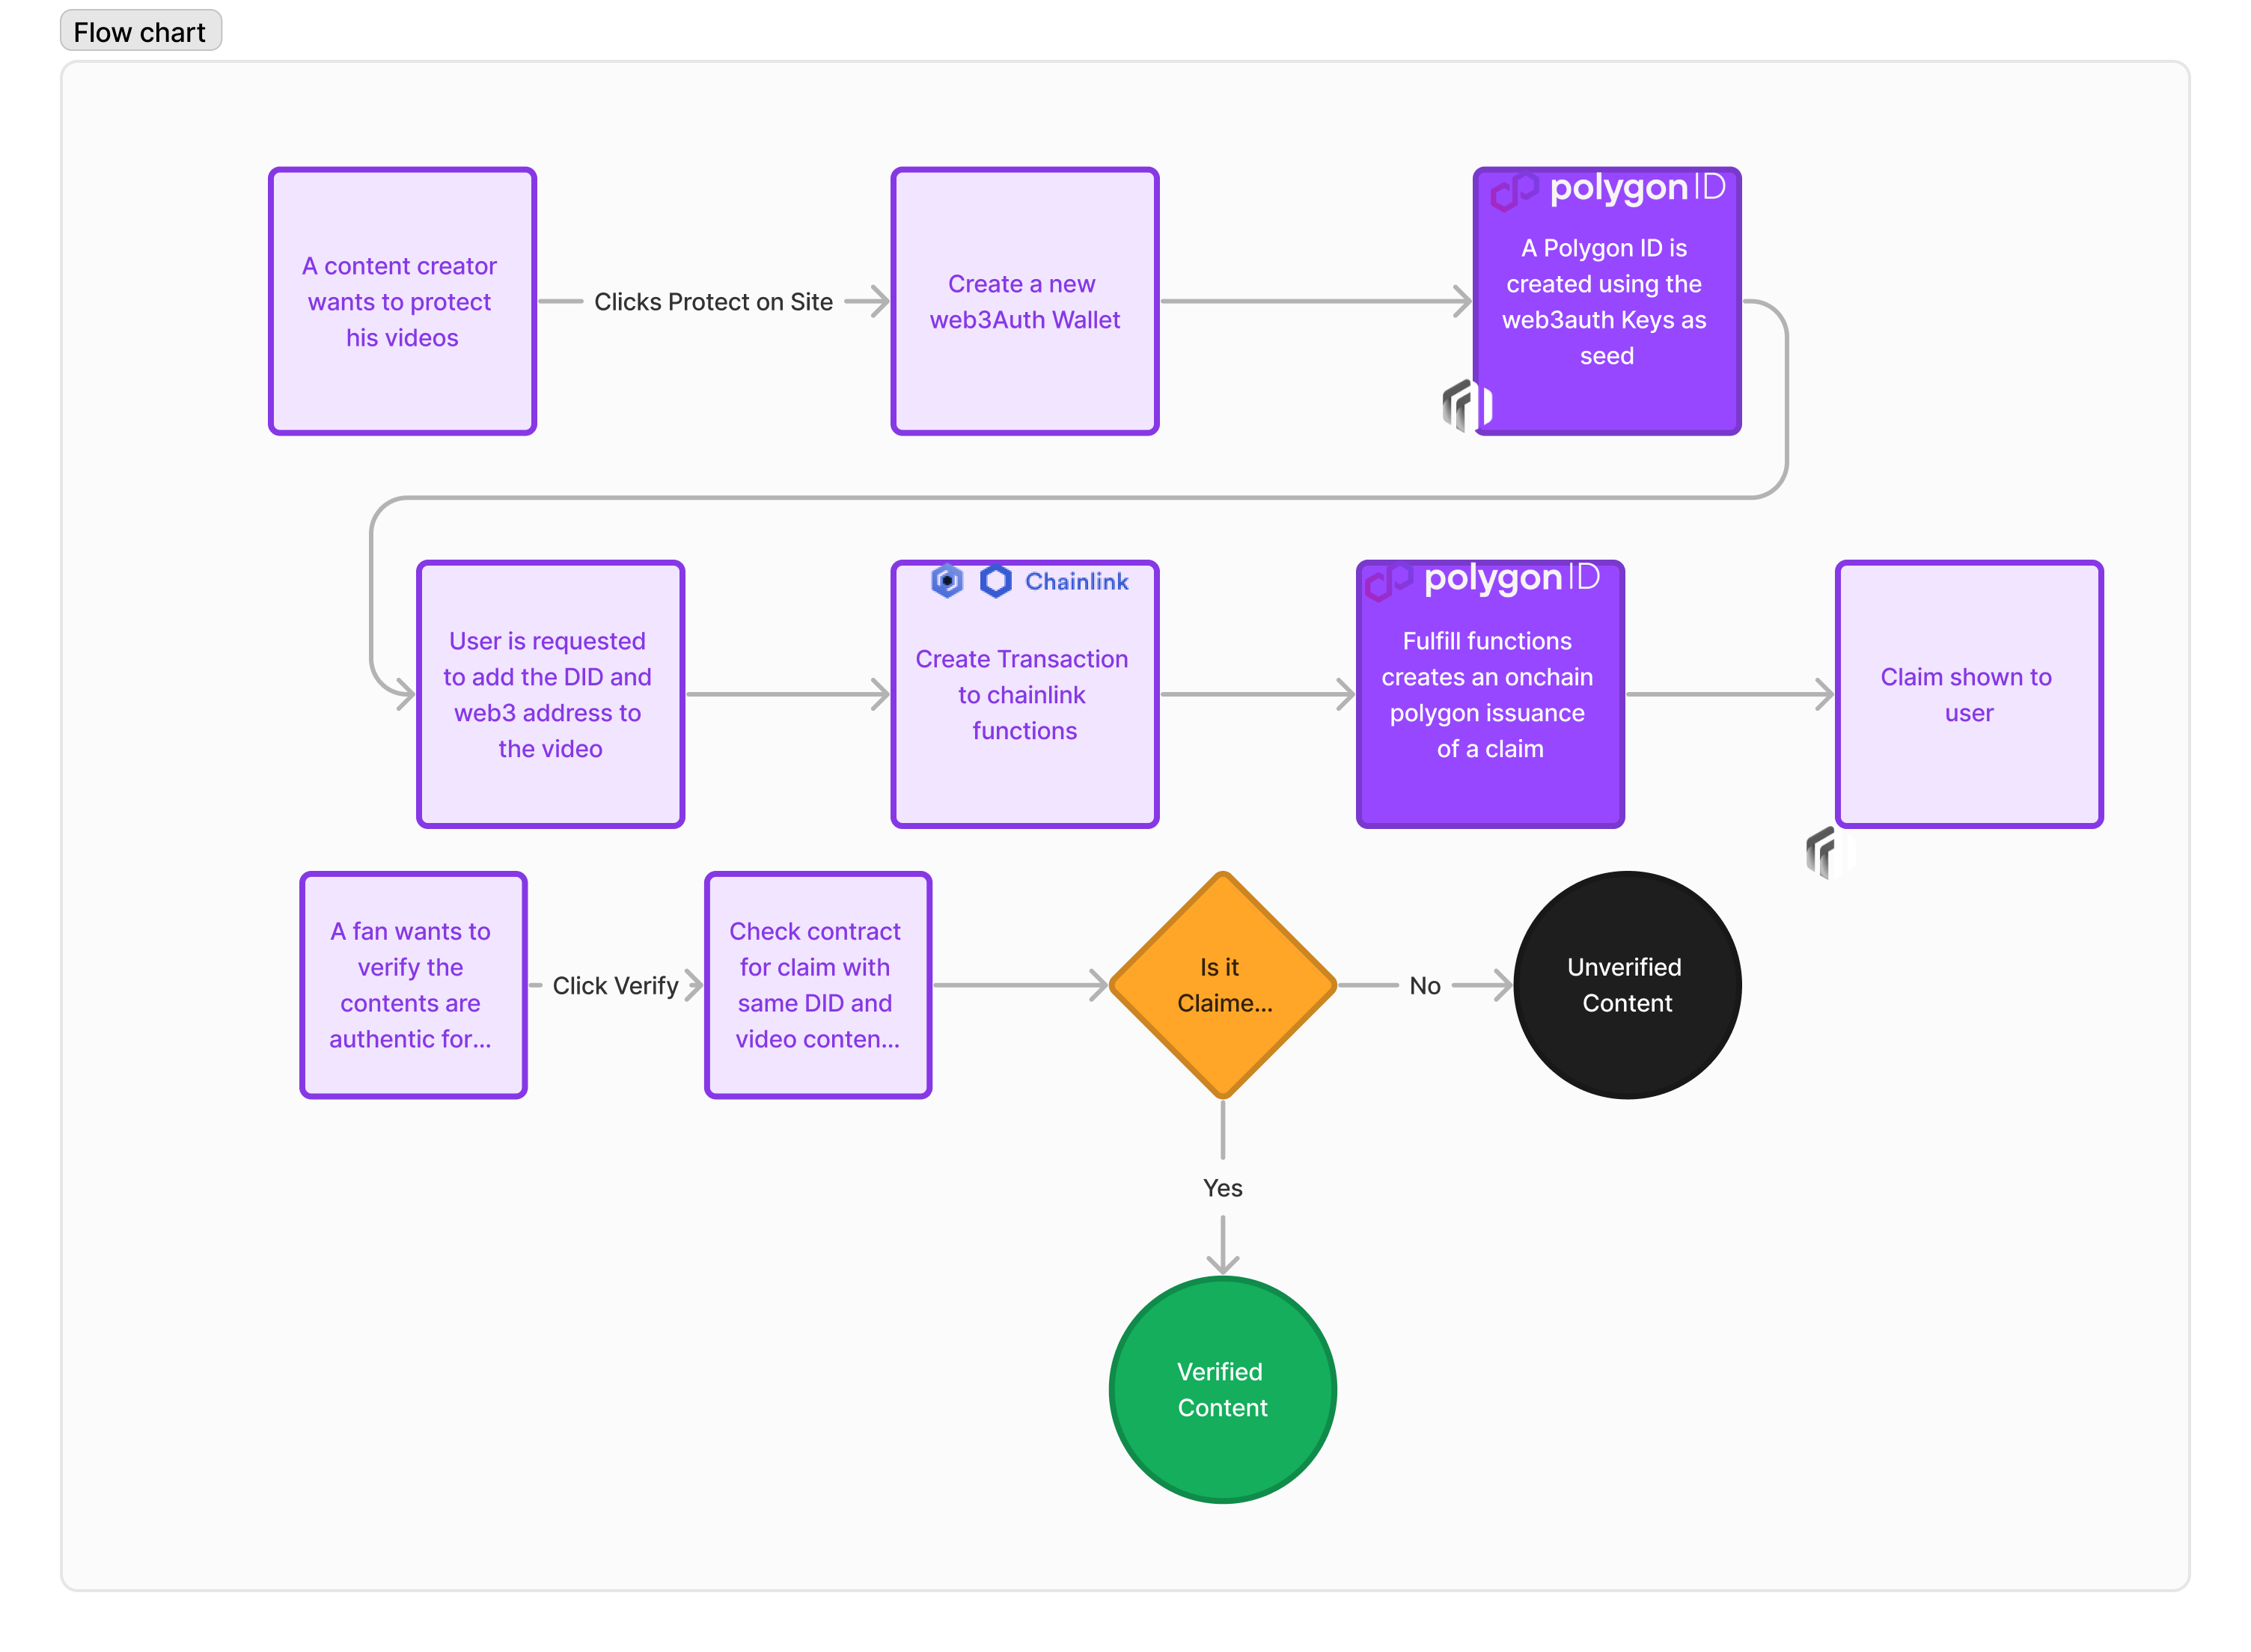 Flow chart
A content creator
wants to protect
his videos
Clicks Protect on Site
Create a new
web3Auth Wallet
polygon ID
A Polygon ID is
created using the
web3auth Keys as
seed
User is requested
to add the DID and
web3 address to
the video
Chainlink
Create Transaction
to chainlink
functions
polygon ID
Fulfill functions
creates an onchain
polygon issuance
of a claim
Claim shown to
user
A fan wants to
verify the
contents are
authentic for...
Click Verify
Check contract
for claim with
same DID and
video conten...
Is it
Claime...
No
Unverified
Content
Yes
Verified
Content